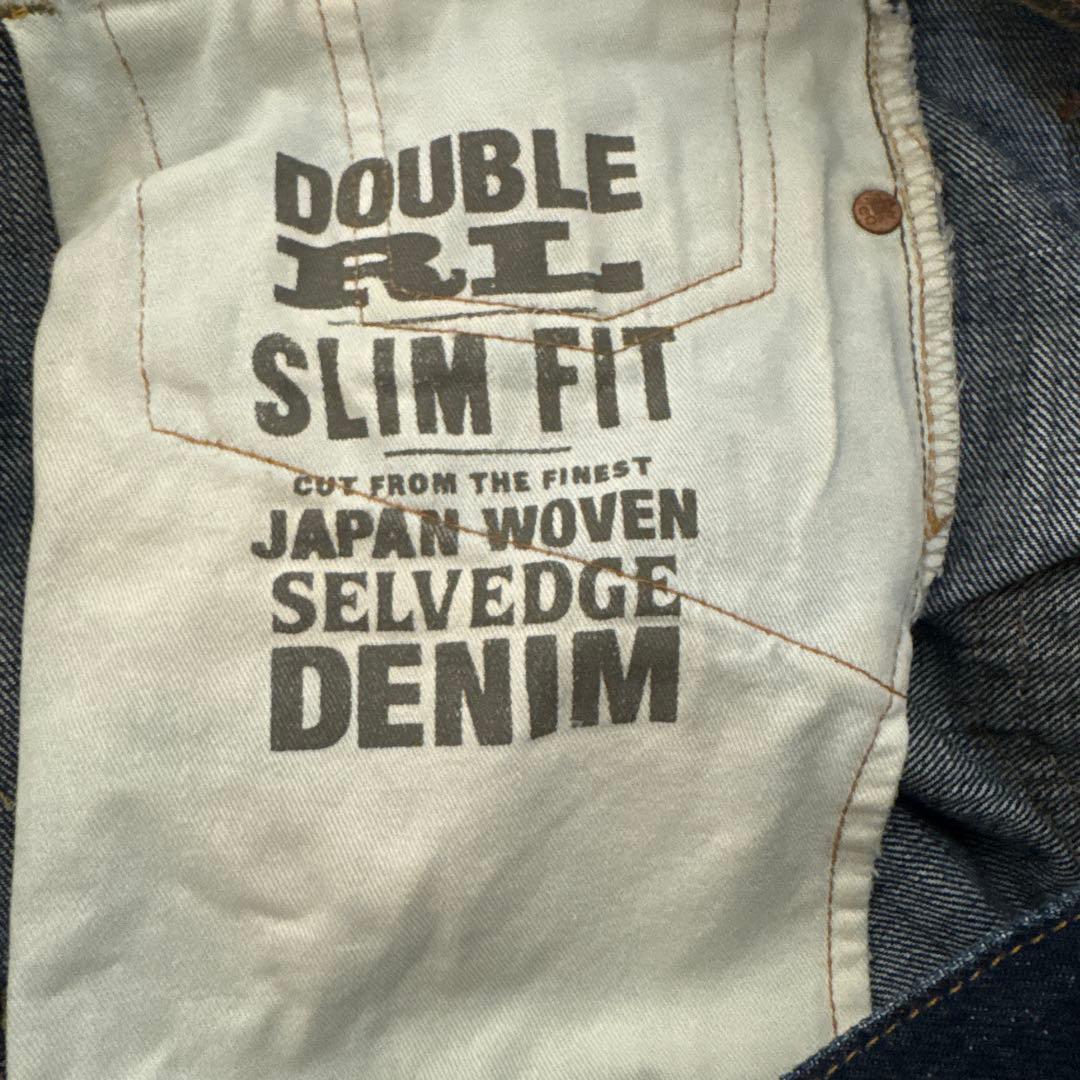 DOUBLE
RL
SLIM FIT
CUT FROM THE FINEST
JAPAN WOVEN
SELVEDGE
DENIM